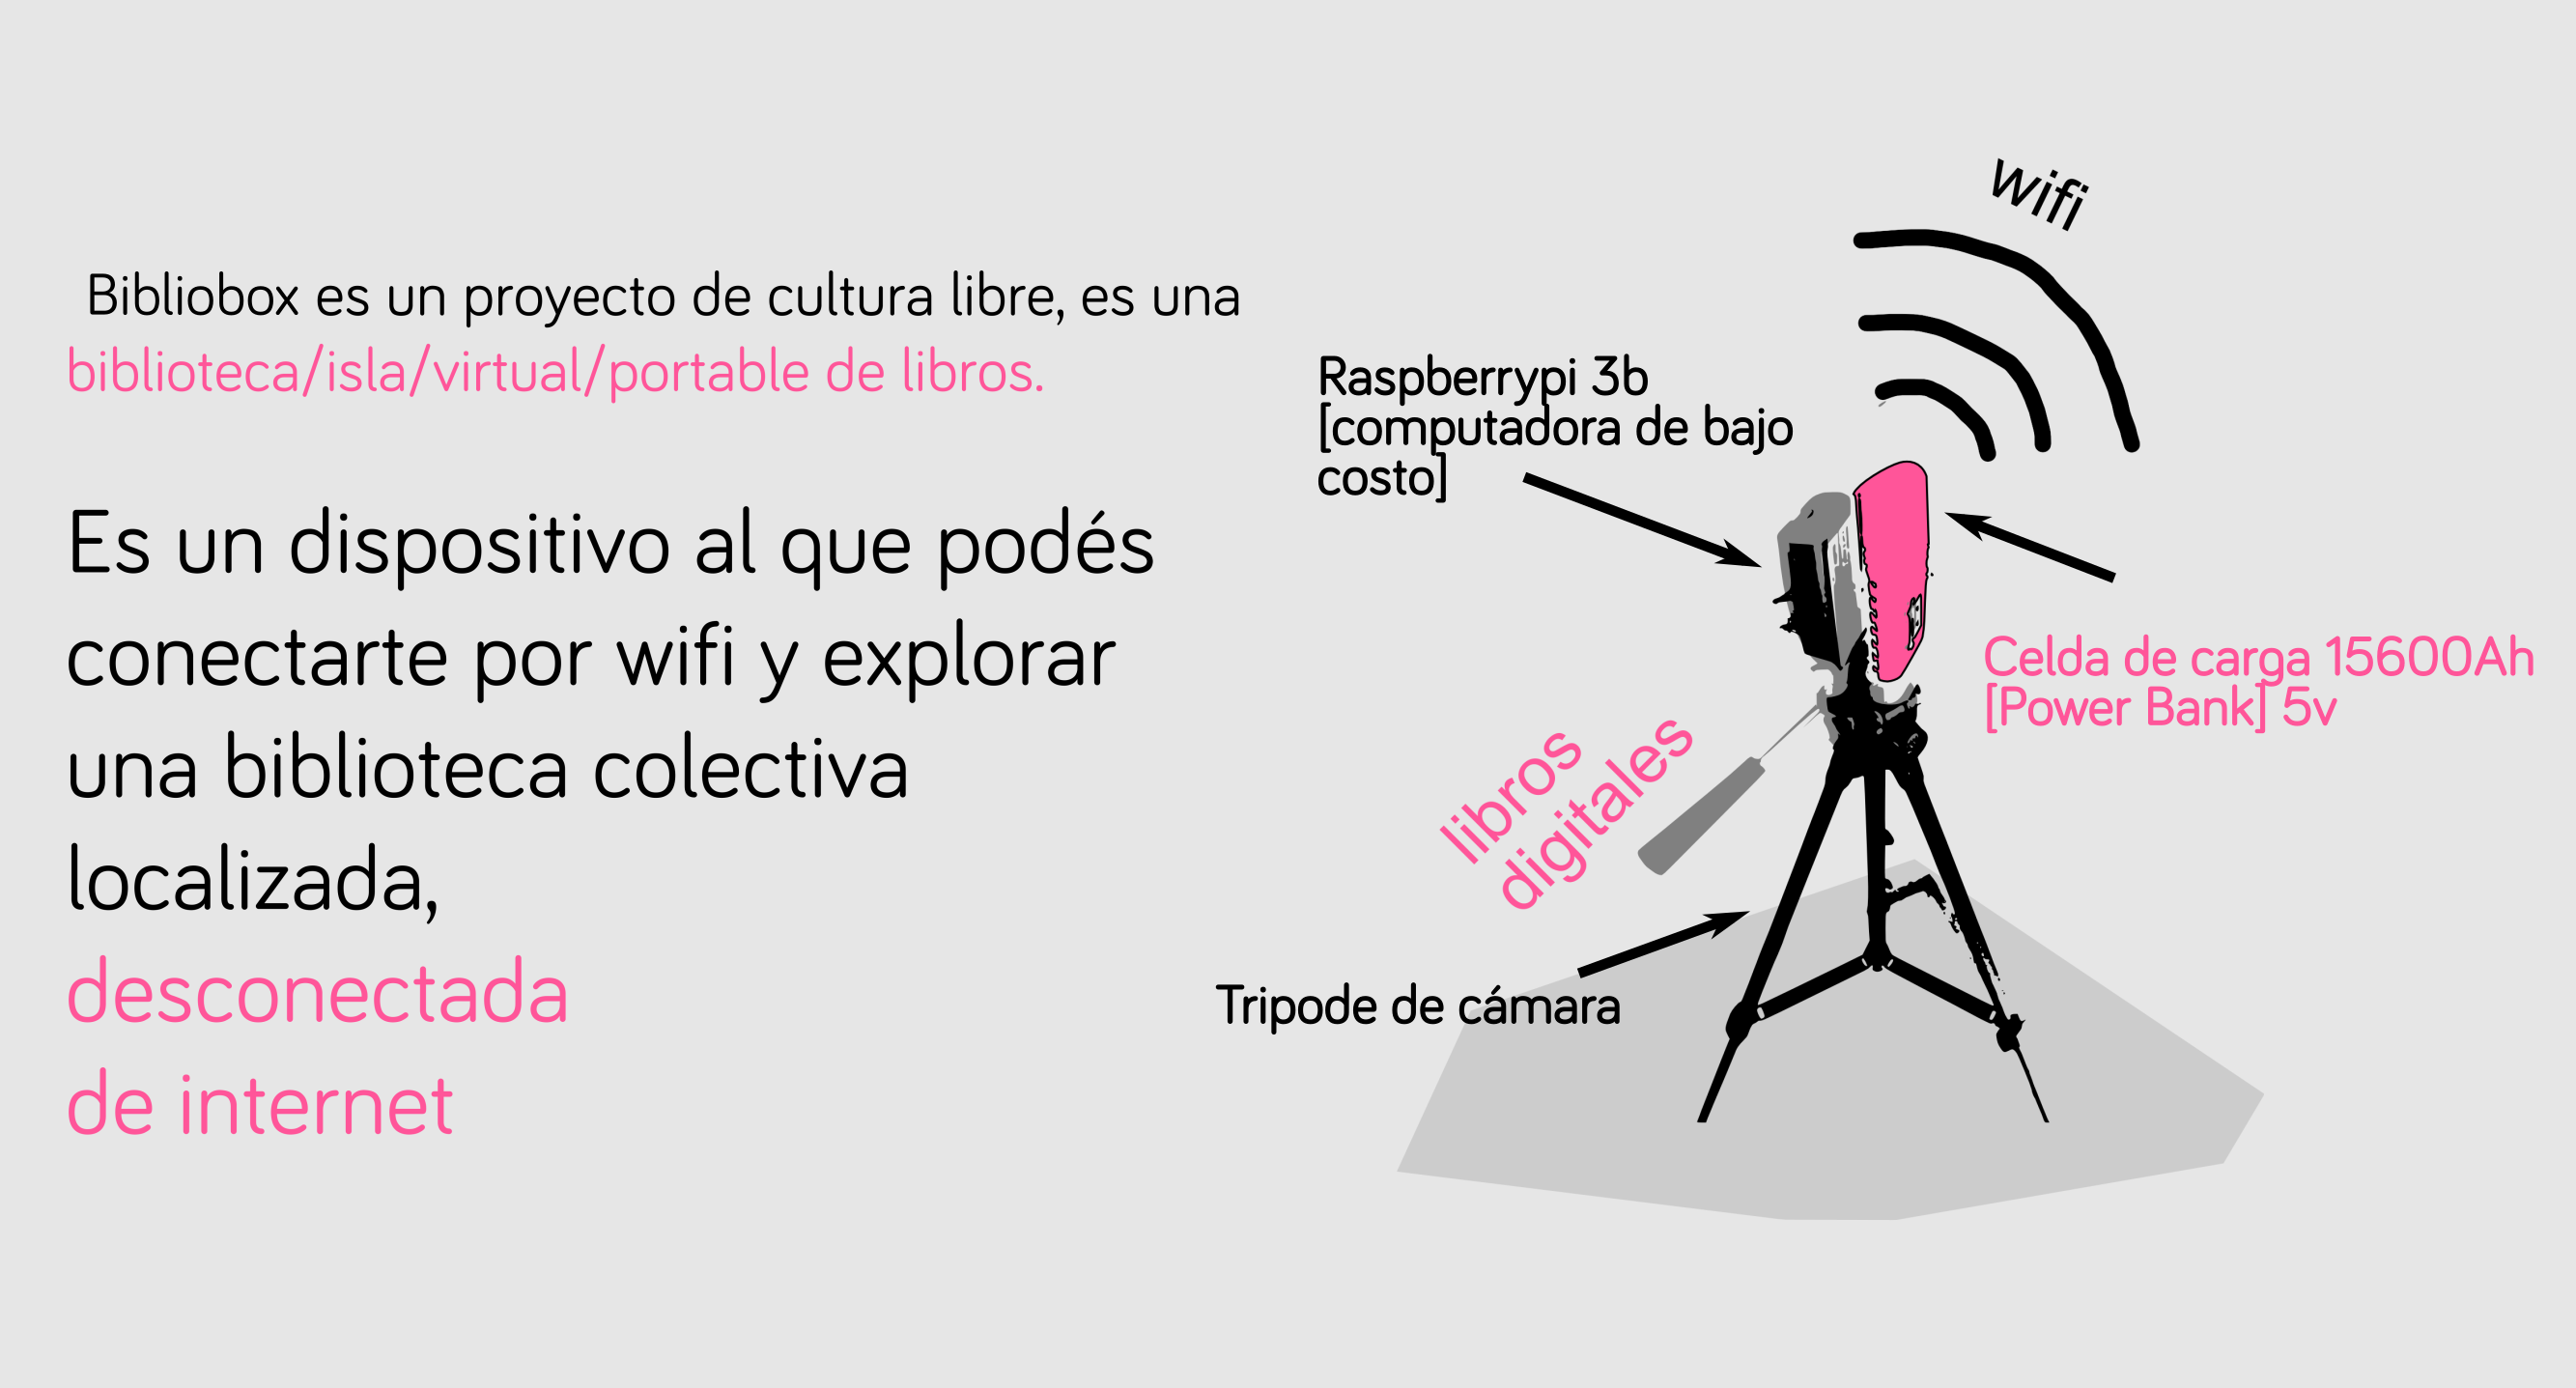 Bibliobox es un proyecto de cultura libre, es una
biblioteca/isla/virtual/portable de libros.
Es un dispositivo al que podés
conectarte por wifi y explorar
una biblioteca colectiva
localizada,
desconectada
de internet
wifi
Raspberrypi 3b
[computadora de bajo
costo]
Celda de carga 15600Ah
[Power Bank] 5v
libros
digitales
Tripode de cámara